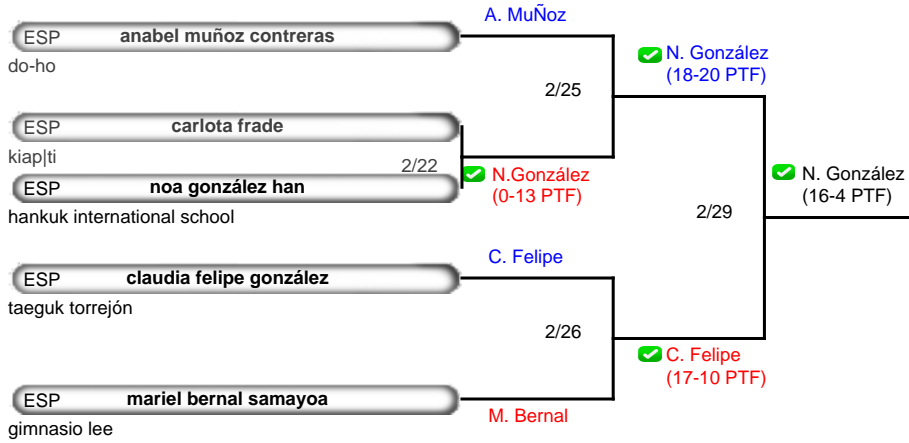 A. MuÑoz
ESP anabel muñoz contreras
do-ho
N. González
(18-20 PTF)
2/25
ESP carlota frade
kiap|ti
2/22
N.González
(0-13 PTF)
ESP noa gonzález han
hankuk international school
N. González
(16-4 PTF)
2/29
C. Felipe
ESP claudia felipe gonzález
taeguk torrejón
2/26
C. Felipe
(17-10 PTF)
ESP mariel bernal samayoa
M. Bernal
gimnasio lee